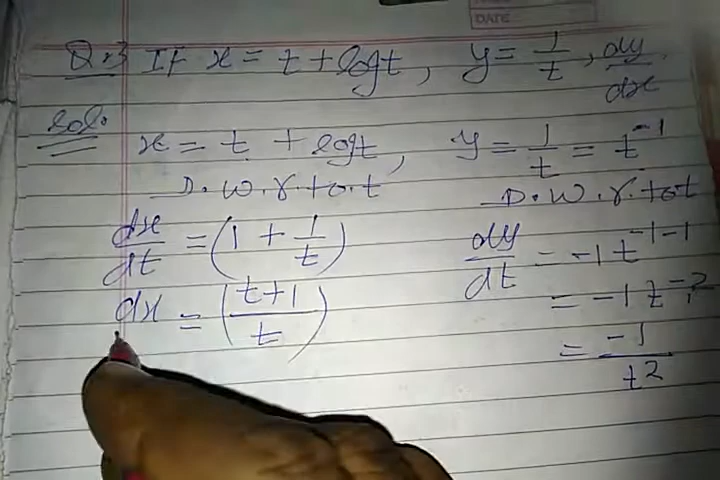 DATE
Q.3 If x = t + logt, y = 1/t, dy/dx.
Sol.
x = t + logt, y = 1/t = t^-1
D.w.r.to.t D.w.r.tot
dx/dt = (1 + 1/t) dy/dt = -1 t^-1-1
dx = (t+1/t) = -1 t^-2
= -1/t^2